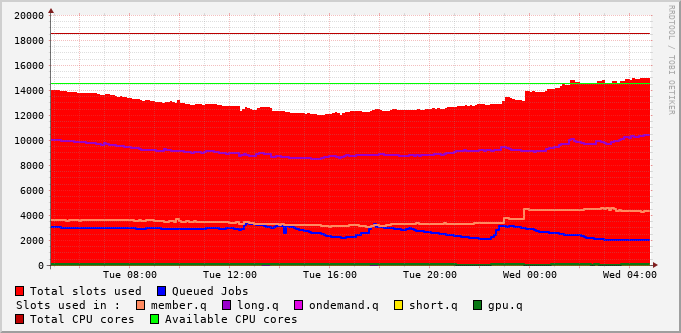 RRDTOOL / TOBI OETIKER
20000
18000
16000
14000
12000
10000
8000
6000
4000
2000
0
Tue 08:00 Tue 12:00 Tue 16:00 Tue 20:00 Wed 00:00 Wed 04:00
Total slots used Queued Jobs
Slots used in : member.q long.q ondemand.q short.q gpu.q
Total CPU cores Available CPU cores